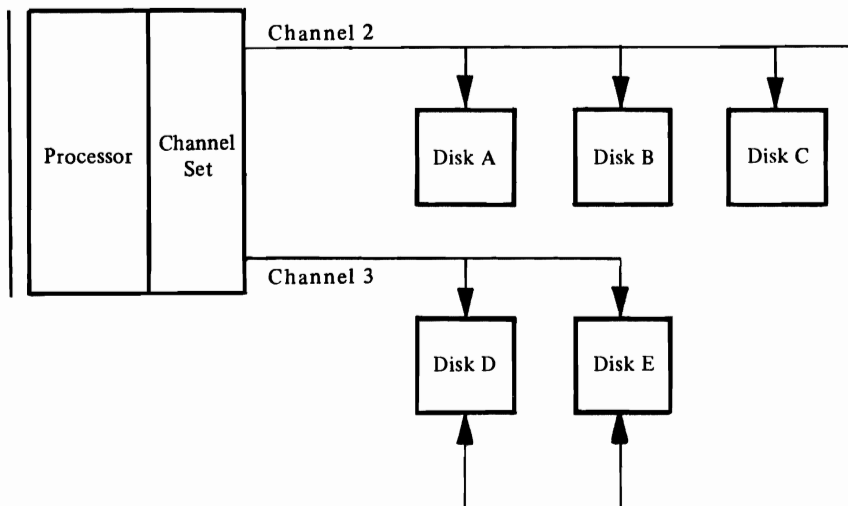 Channel 2
Processor
Channel
Set
Disk A
Disk B
Disk C
Channel 3
Disk D
Disk E